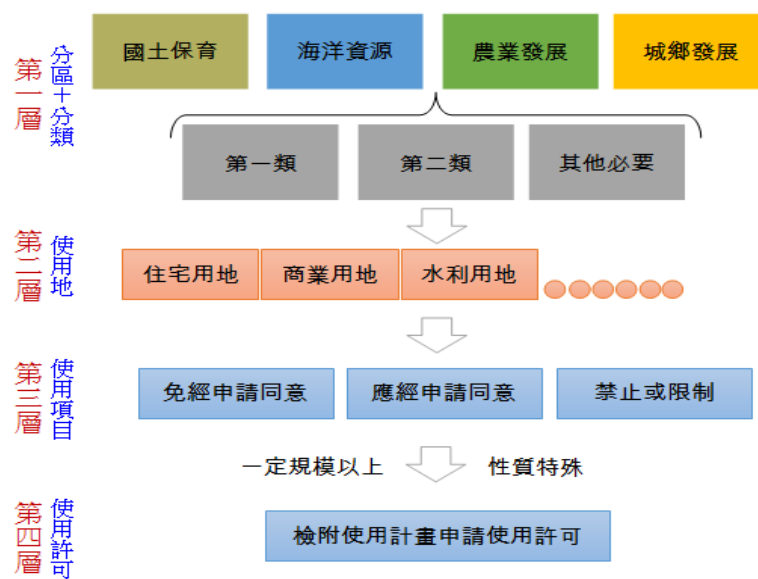 第一層
分區＋分類
國土保育
海洋資源
農業發展
城鄉發展
第一類
第二類
其他必要
第二層
使用地
住宅用地
商業用地
水利用地
第三層
使用項目
免經申請同意
應經申請同意
禁止或限制
一定規模以上
性質特殊
第四層
使用許可
檢附使用計畫申請使用許可